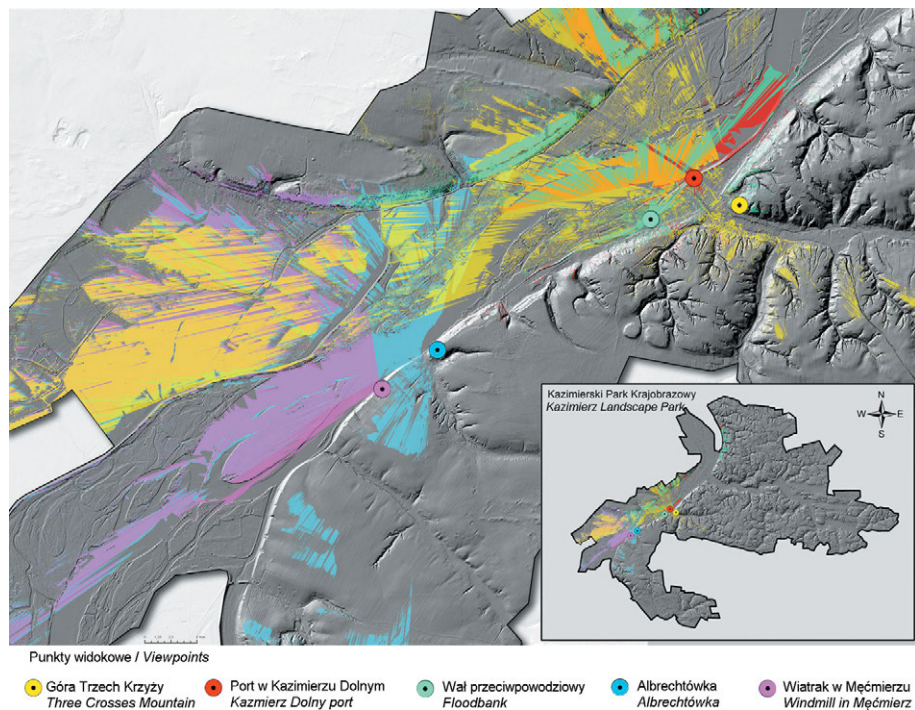 Kazimierski Park Krajobrazowy
Kazimierz Landscape Park
N
W E
S
Punkty widokowe / Viewpoints
Góra Trzech Krzyży
Three Crosses Mountain
Port w Kazimierzu Dolnym
Kazmierz Dolny port
Wał przeciwpowodziowy
Floodbank
Albrechtówka
Albrechtówka
Wiatrak w Męćmierzu
Windmill in Męćmierz